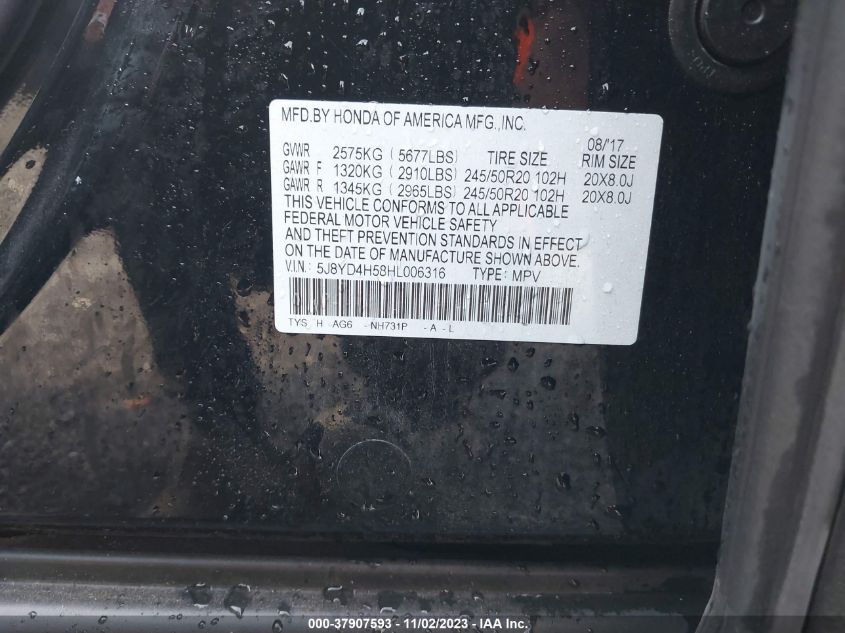 MFD.BY HONDA OF AMERICA MFG.,INC.
08/'17
GVWR 2575KG ( 5677LBS) TIRE SIZE RIM SIZE
GAWR F 1320KG ( 2910LBS) 245/50R20 102H 20X8.0J
GAWR R 1345KG ( 2965LBS) 245/50R20 102H 20X8.0J
THIS VEHICLE CONFORMS TO ALL APPLICABLE
FEDERAL MOTOR VEHICLE SAFETY
AND THEFT PREVENTION STANDARDS IN EFFECT
ON THE DATE OF MANUFACTURE SHOWN ABOVE.
V.I.N.: 5J8YD4H58HL006316 TYPE: MPV
TYS H - AG6 - NH731P - A - L
000-37907593 - 11/02/2023 - #